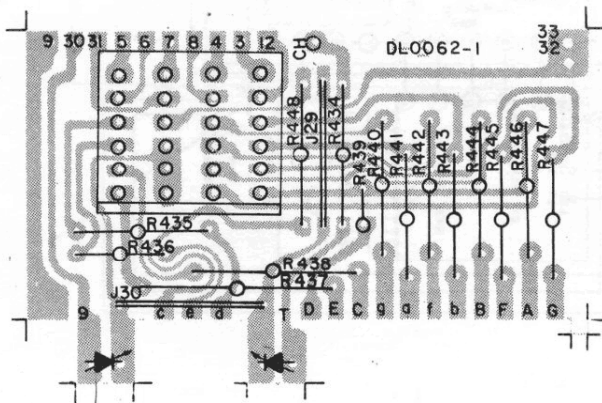 9 30 31 5 6 7 8 4 3 12 CH DL0062-1 33
32
R448 J29 R434 R439 R440 R441 R442 R443 R444 R445 R446 R447
R435
R436
R438
R437
J30
9 c e d T D E C g a f b B F A G